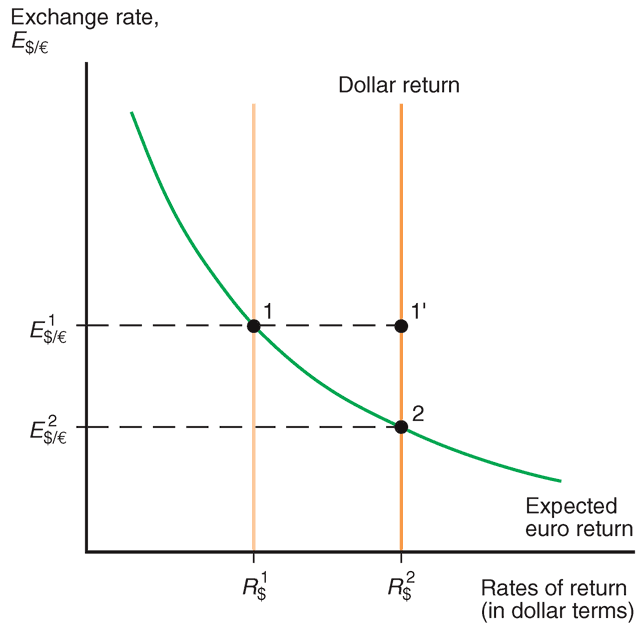 Exchange rate,
E$/€
Dollar return
1
1'
E¹$/€
2
E²$/€
Expected
euro return
R¹$
R²$
Rates of return
(in dollar terms)